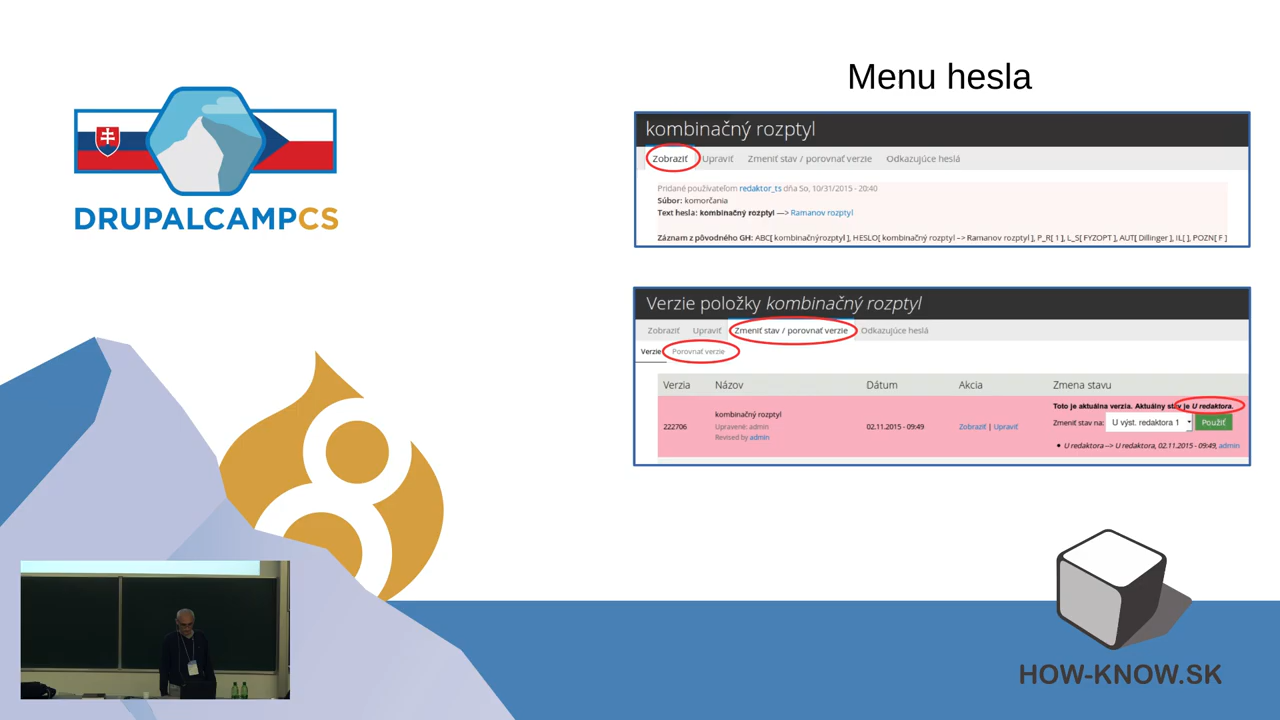 DRUPALCAMPCS
Menu hesla
kombinačný rozptyl
Zobraziť Upraviť Zmeniť stav / porovnať verzie Odkazujúce heslá
Pridané používateľom redaktor_ts dňa So, 10/31/2015 - 20:40
Súbor: komorčania
Text hesla: kombinačný rozptyl —> Ramanov rozptyl
Záznam z pôvodného GH: ABC[ kombinačnýrozptyl ], HESLO[ kombinačný rozptyl –> Ramanov rozptyl ], P_R[ 1 ], L_S[ FYZOPT ], AUT[ Dillinger ], IL[ ], POZN[ F ]
Verzie položky kombinačný rozptyl
Zobraziť Upraviť Zmeniť stav / porovnať verzie Odkazujúce heslá
Verzie Porovnať verzie
Verzia Názov Dátum Akcia Zmena stavu
Toto je aktuálna verzia. Aktuálny stav je U redaktora.
kombinačný rozptyl
222706 Upravené: admin 02.11.2015 - 09:49 Zobraziť | Upraviť Zmeniť stav na: U výst. redaktora 1 Použiť
Revised by admin
U redaktora –> U redaktora, 02.11.2015 - 09:49, admin
8
HOW-KNOW.SK